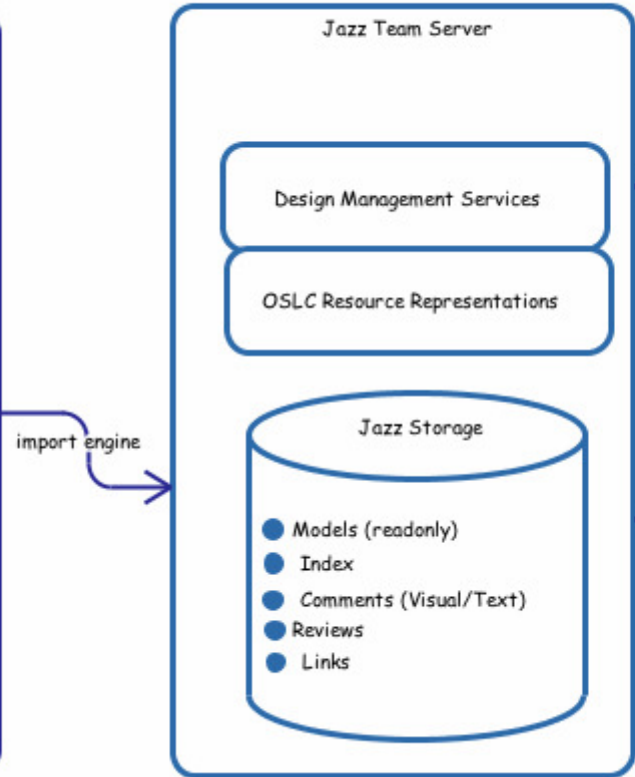 Jazz Team Server
Design Management Services
OSLC Resource Representations
import engine
Jazz Storage
Models (readonly)
Index
Comments (Visual/Text)
Reviews
Links